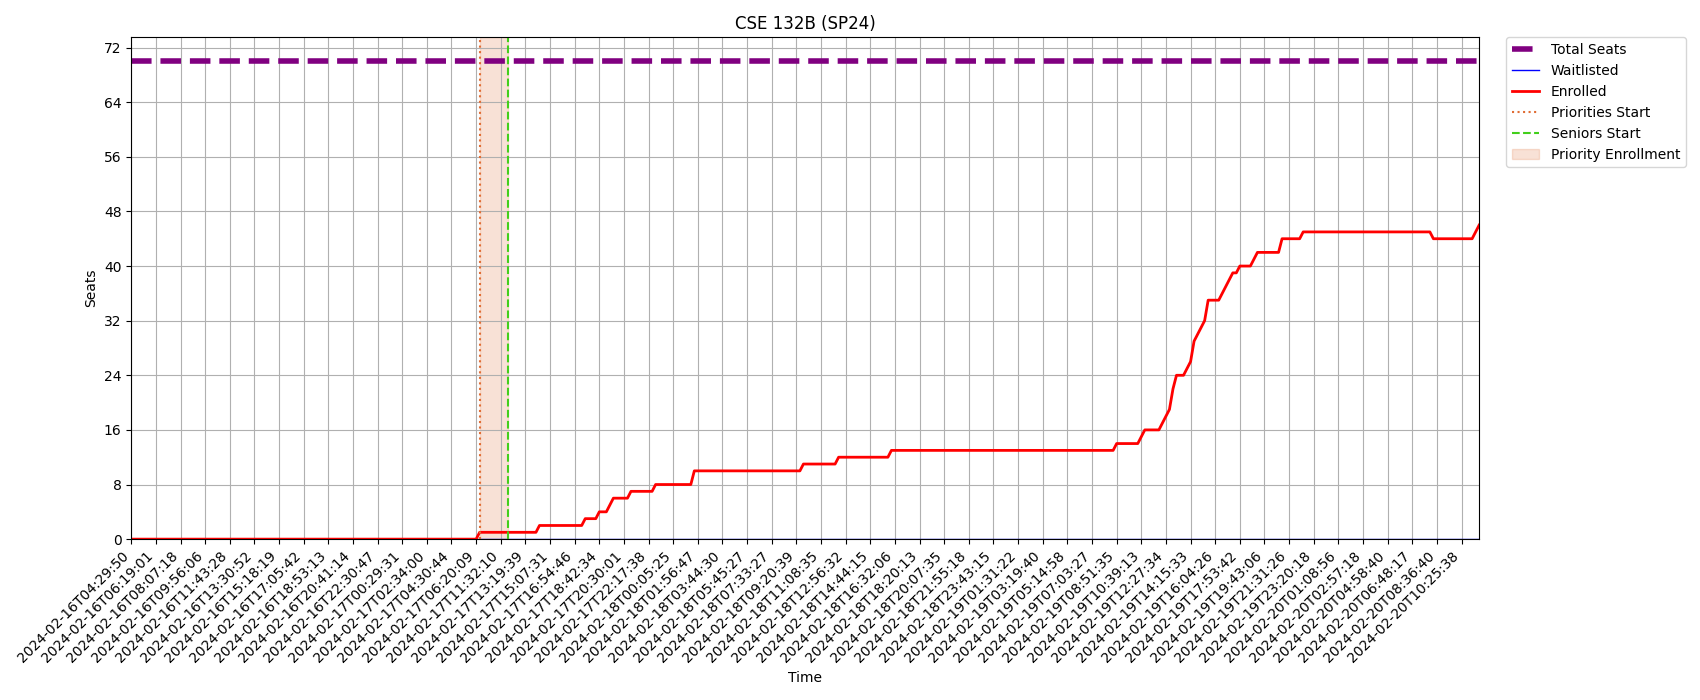 CSE 132B (SP24)
Seats
72
64
56
48
40
32
24
16
8
0
2024-02-16T04:29:50
2024-02-16T06:19:01
2024-02-16T08:07:18
2024-02-16T09:56:06
2024-02-16T11:43:28
2024-02-16T13:30:52
2024-02-16T15:18:19
2024-02-16T17:05:42
2024-02-16T18:53:13
2024-02-16T20:41:14
2024-02-16T22:30:47
2024-02-17T00:29:31
2024-02-17T02:34:00
2024-02-17T04:30:44
2024-02-17T06:20:09
2024-02-17T11:32:10
2024-02-17T13:19:39
2024-02-17T15:07:31
2024-02-17T16:54:46
2024-02-17T18:42:34
2024-02-17T20:30:01
2024-02-17T22:17:38
2024-02-18T00:05:25
2024-02-18T01:56:47
2024-02-18T03:44:30
2024-02-18T05:45:27
2024-02-18T07:33:27
2024-02-18T09:20:39
2024-02-18T11:08:35
2024-02-18T12:56:32
2024-02-18T14:44:15
2024-02-18T16:32:06
2024-02-18T18:20:13
2024-02-18T20:07:35
2024-02-18T21:55:18
2024-02-18T23:43:15
2024-02-19T01:31:22
2024-02-19T03:19:40
2024-02-19T05:14:58
2024-02-19T07:03:27
2024-02-19T08:51:35
2024-02-19T10:39:13
2024-02-19T12:27:34
2024-02-19T14:15:33
2024-02-19T16:04:26
2024-02-19T17:53:42
2024-02-19T19:43:06
2024-02-19T21:31:26
2024-02-19T23:20:18
2024-02-20T01:08:56
2024-02-20T02:57:18
2024-02-20T04:58:40
2024-02-20T06:48:17
2024-02-20T08:36:40
2024-02-20T10:25:38
Time
Total Seats
Waitlisted
Enrolled
Priorities Start
Seniors Start
Priority Enrollment